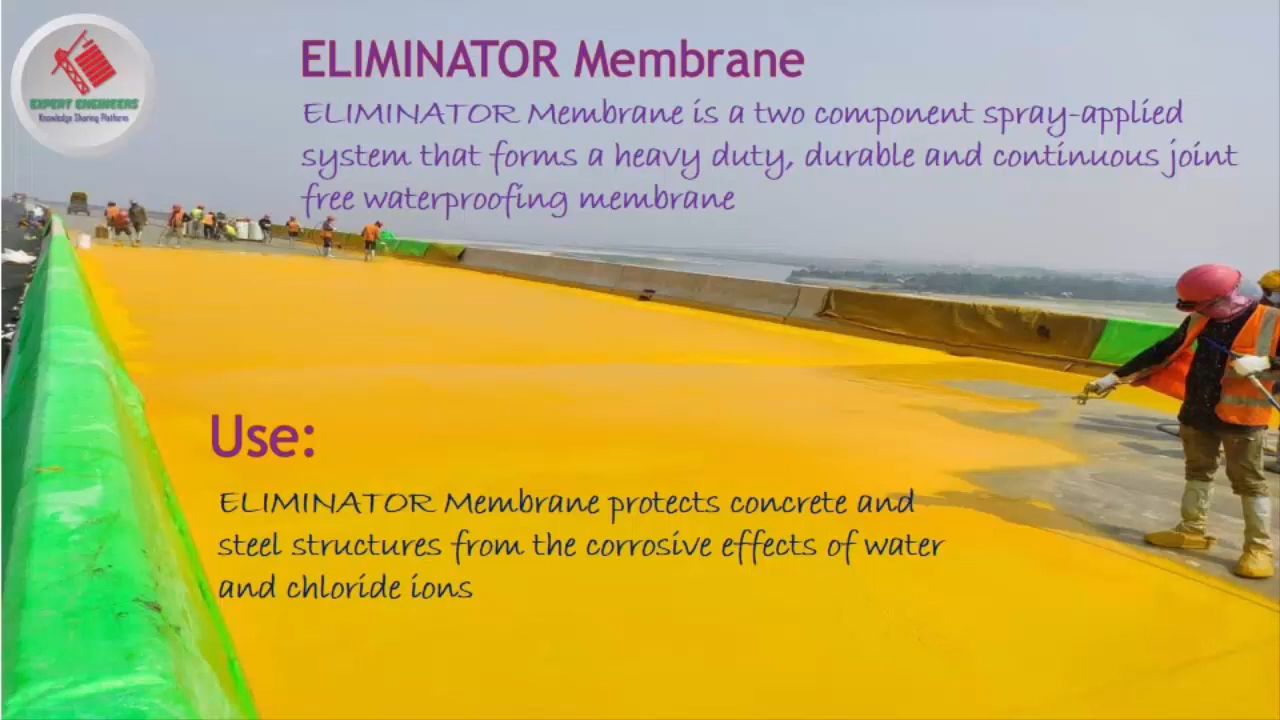 EXPERT ENGINEERS
Knowledge Sharing Platform
ELIMINATOR Membrane
ELIMINATOR Membrane is a two component spray-applied
system that forms a heavy duty, durable and continuous joint
free waterproofing membrane
Use:
ELIMINATOR Membrane protects concrete and
steel structures from the corrosive effects of water
and chloride ions